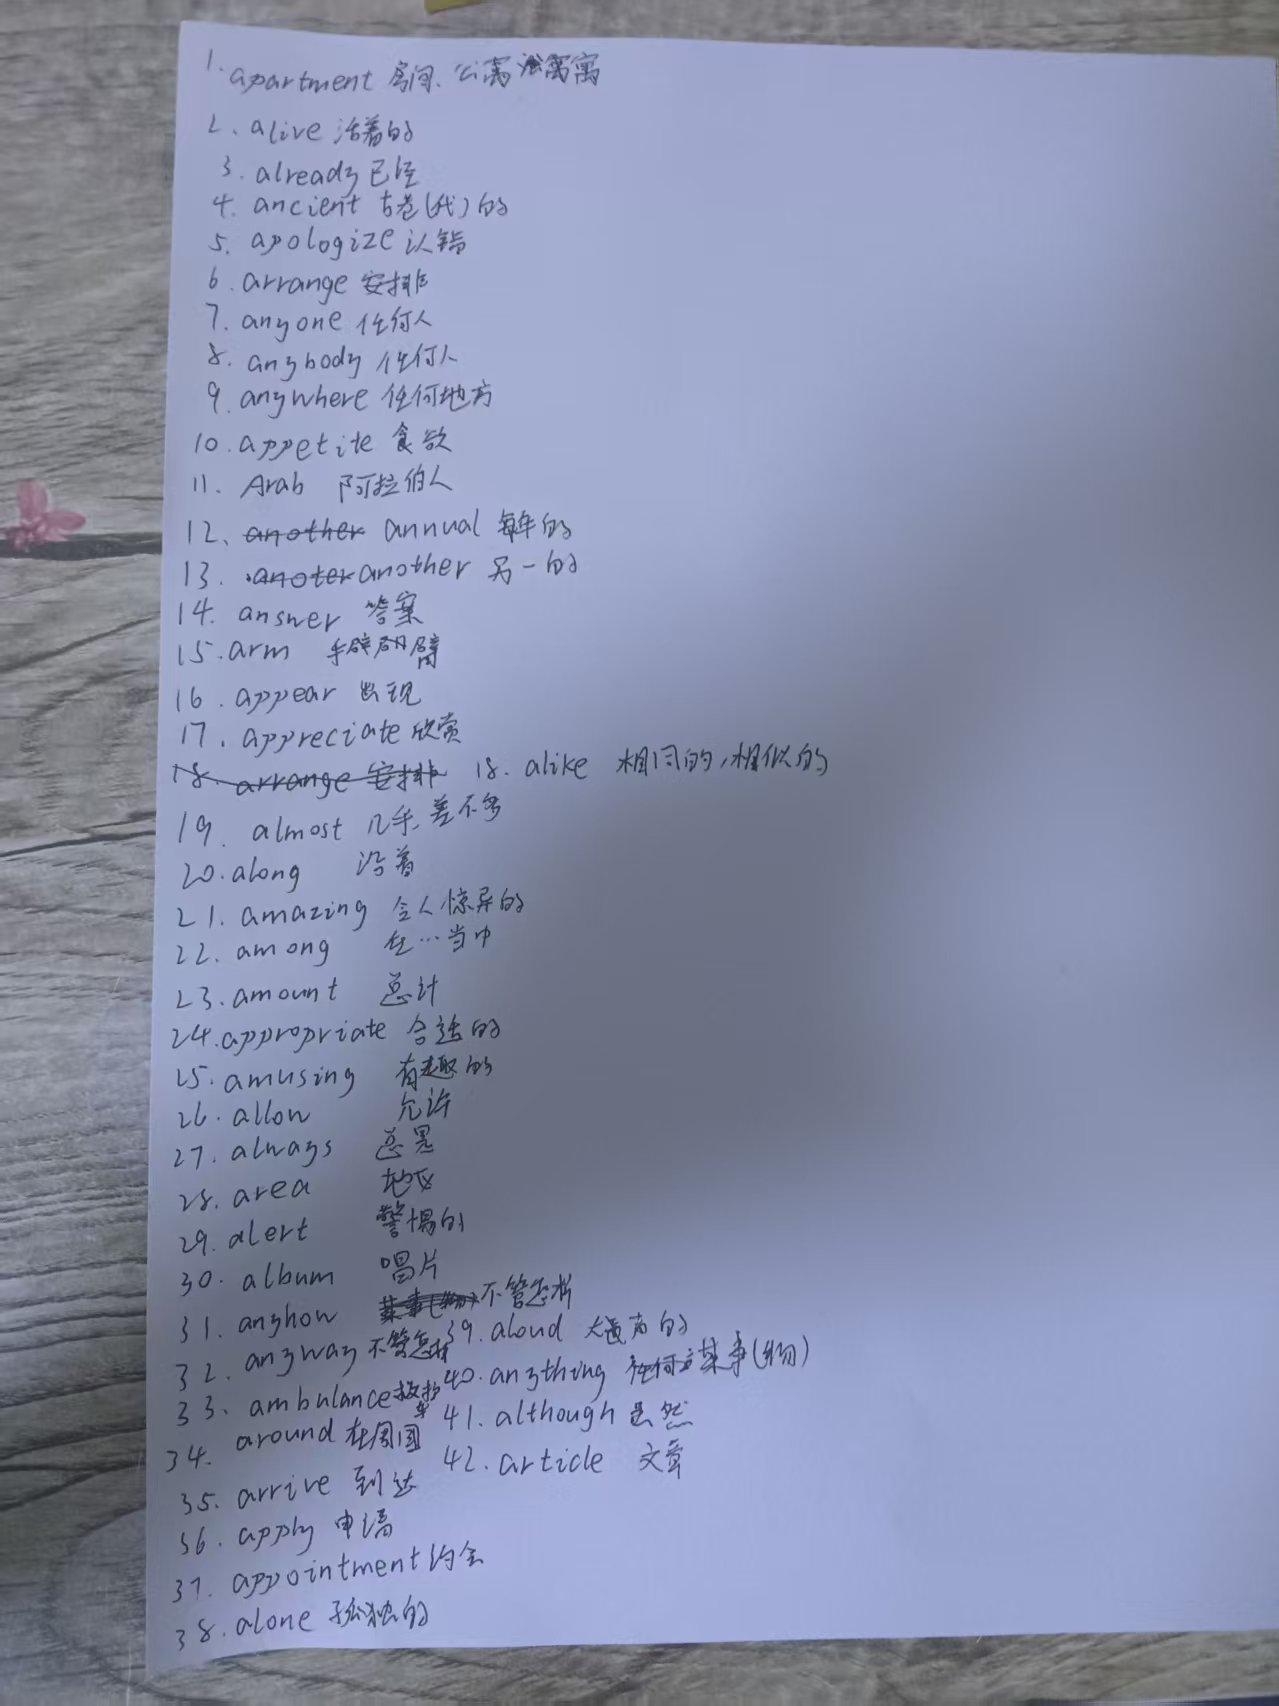 1. apartment 房间、公寓 寓寓
2. alive 活着的
3. already 已经
4. ancient 古老(代)的
5. apologize 认错
6. arrange 安排
7. anyone 任何人
8. anybody 任何人
9. anywhere 任何地方
10. appetite 食欲
11. Arab 阿拉伯人
12. another annual 每年的
13. anoter another 另一的
14. answer 答案
15. arm 手臂
16. appear 出现
17. appreciate 欣赏
18. arrange 安排 18. alike 相同的,相似的
19. almost 几乎、差不多
20. along 沿着
21. amazing 令人惊异的
22. among 在…当中
23. amount 总计
24. appropriate 合适的
25. amusing 有趣的
26. allow 允许
27. always 总是
28. area 地区
29. alert 警惕的
30. album 唱片
31. anyhow 某事(物) 不管怎样
32. anyway 不管怎样
33. ambulance 救护车
34. around 在周围
35. arrive 到达
36. apply 申请
37. appointment 约会
38. alone 孤独的
39. aloud 大声的
40. anything 任何 某事(物)
41. although 虽然
42. article 文章